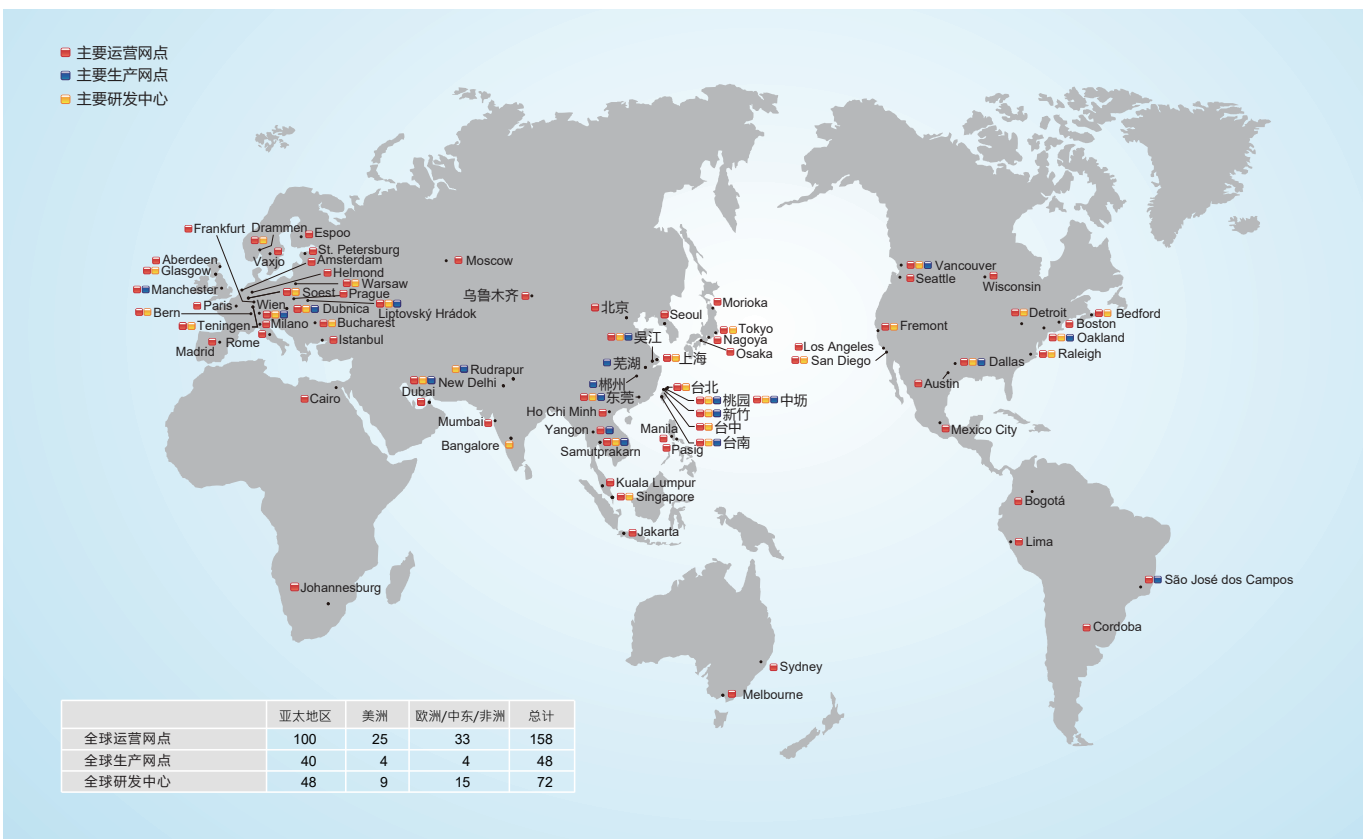 主要运营网点
主要生产网点
主要研发中心
Frankfurt
Drammen
Espoo
St. Petersburg
Vaxjo
Amsterdam
Aberdeen
Glasgow
Helmond
Warsaw
Manchester
Soest
Prague
Paris
Wien
Dubnica
Liptovský Hrádok
Bern
Teningen
Milano
Bucharest
Madrid
Rome
Istanbul
Moscow
乌鲁木齐
北京
Seoul
Morioka
Tokyo
Nagoya
Osaka
吴江
上海
芜湖
郴州
东莞
台北
桃园
中坜
新竹
台中
台南
Rudrapur
New Delhi
Dubai
Cairo
Mumbai
Bangalore
Ho Chi Minh
Yangon
Samutprakarn
Manila
Pasig
Kuala Lumpur
Singapore
Jakarta
Johannesburg
Sydney
Melbourne
Vancouver
Seattle
Wisconsin
Fremont
Detroit
Bedford
Boston
Oakland
Los Angeles
San Diego
Raleigh
Dallas
Austin
Mexico City
Bogotá
Lima
São José dos Campos
Cordoba
亚太地区 美洲 欧洲/中东/非洲 总计
全球运营网点 100 25 33 158
全球生产网点 40 4 4 48
全球研发中心 48 9 15 72